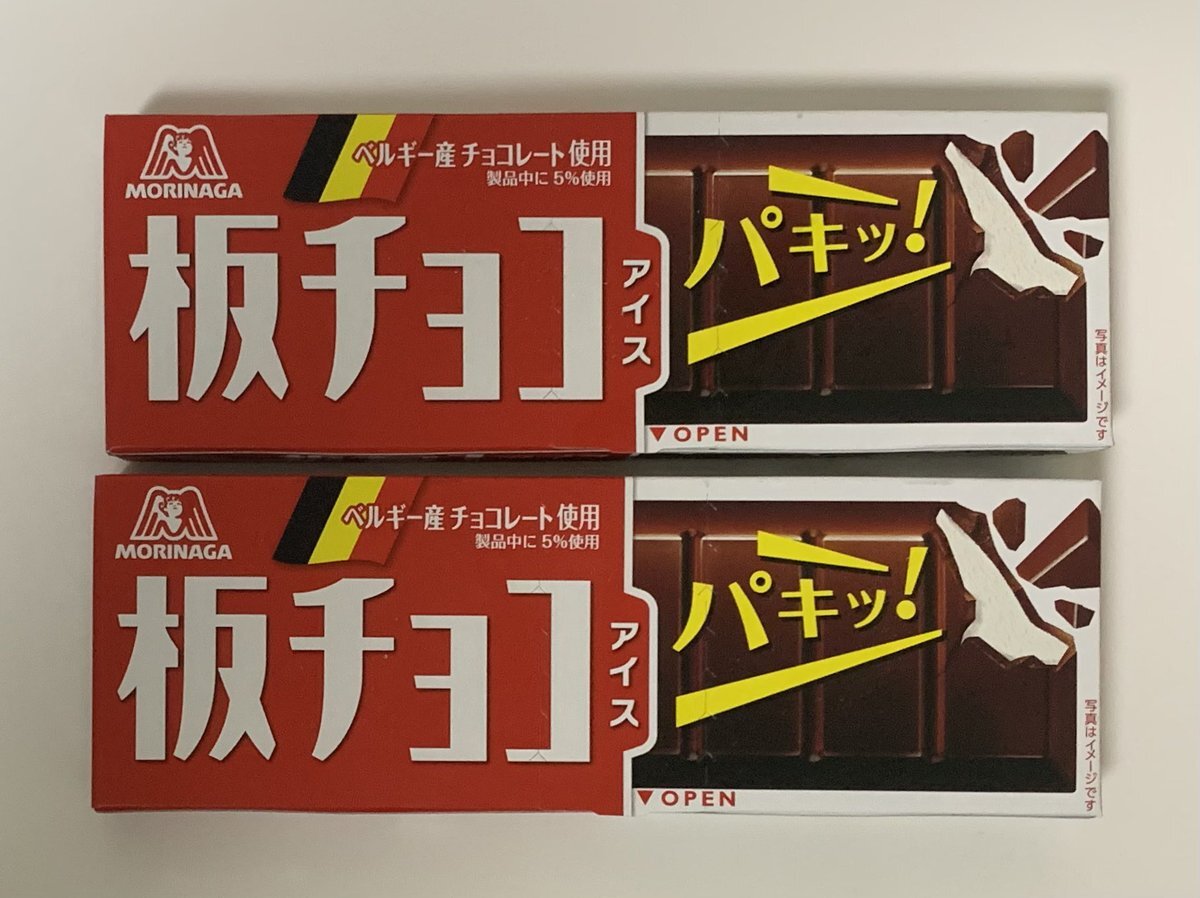 MORINAGA
ベルギー産チョコレート使用
製品中に5%使用
板チョコ
アイス
パキッ!
写真はイメージです
▼OPEN
MORINAGA
ベルギー産チョコレート使用
製品中に5%使用
板チョコ
アイス
パキッ!
写真はイメージです
▼OPEN